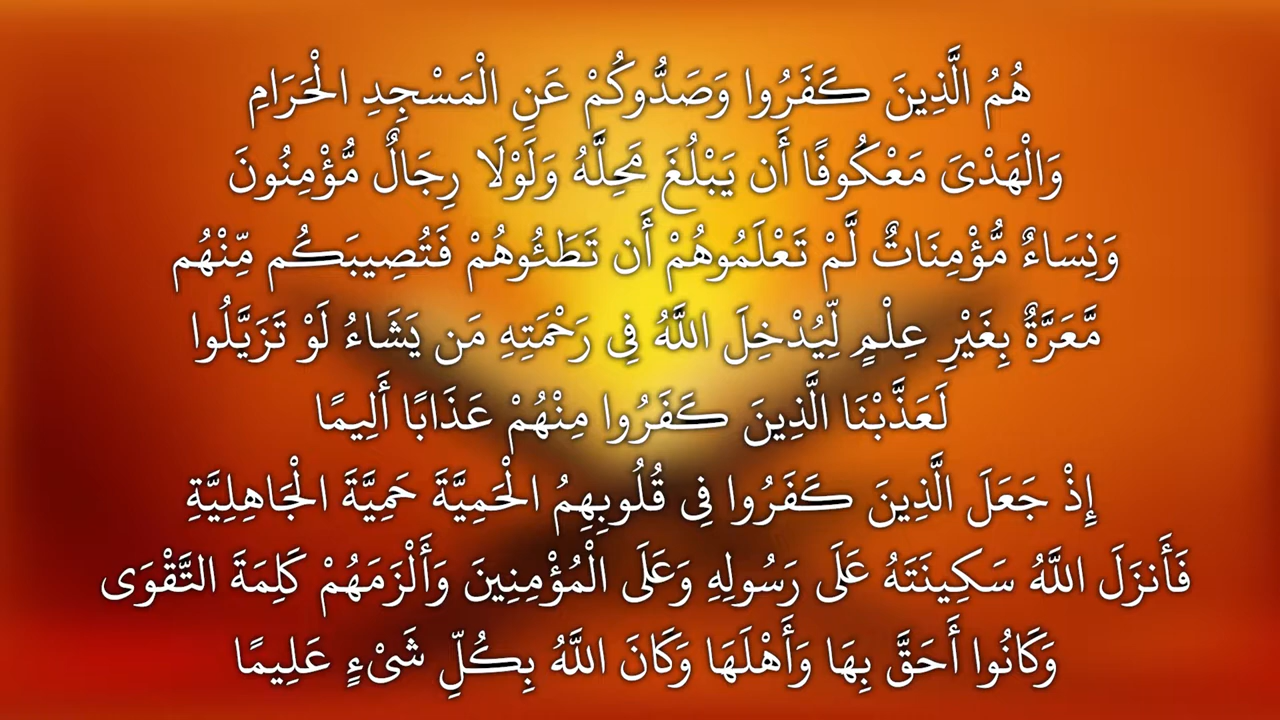 هُمُ الَّذِينَ كَفَرُوا وَصَدُّوكُمْ عَنِ الْمَسْجِدِ الْحَرَامِ
وَالْهَدْىَ مَعْكُوفًا أَن يَبْلُغَ مَحِلَّهُ وَلَوْلَا رِجَالٌ مُّؤْمِنُونَ
وَنِسَاءٌ مُّؤْمِنَاتٌ لَّمْ تَعْلَمُوهُمْ أَن تَطَئُوهُمْ فَتُصِيبَكُم مِّنْهُم
مَّعَرَّةٌ بِغَيْرِ عِلْمٍ لِّيُدْخِلَ اللَّهُ فِى رَحْمَتِهِ مَن يَشَاءُ لَوْ تَزَيَّلُوا
لَعَذَّبْنَا الَّذِينَ كَفَرُوا مِنْهُمْ عَذَابًا أَلِيمًا
إِذْ جَعَلَ الَّذِينَ كَفَرُوا فِى قُلُوبِهِمُ الْحَمِيَّةَ حَمِيَّةَ الْجَاهِلِيَّةِ
فَأَنزَلَ اللَّهُ سَكِينَتَهُ عَلَى رَسُولِهِ وَعَلَى الْمُؤْمِنِينَ وَأَلْزَمَهُمْ كَلِمَةَ التَّقْوَى
وَكَانُوا أَحَقَّ بِهَا وَأَهْلَهَا وَكَانَ اللَّهُ بِكُلِّ شَىْءٍ عَلِيمًا